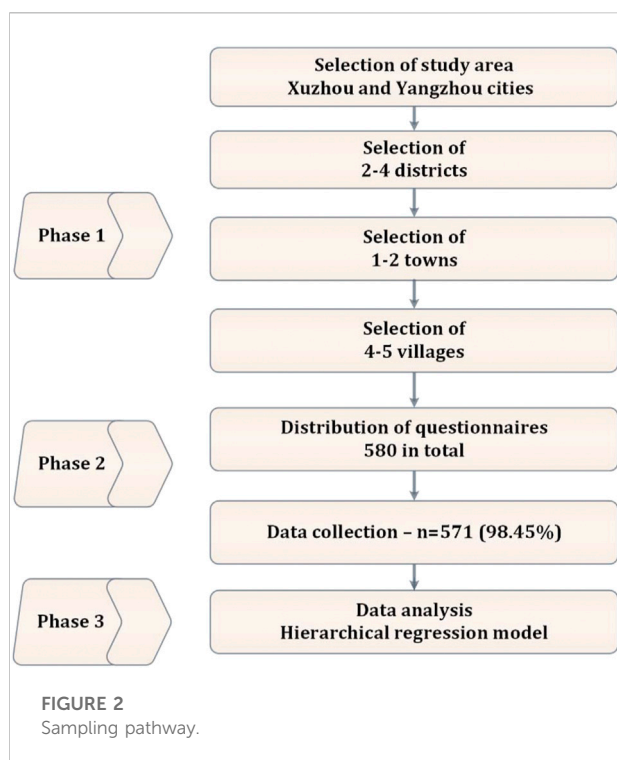 Selection of study area
Xuzhou and Yangzhou cities
Selection of
2-4 districts
Phase 1
Selection of
1-2 towns
Selection of
4-5 villages
Distribution of questionnaires
580 in total
Phase 2
Data collection – n=571 (98.45%)
Data analysis
Hierarchical regression model
Phase 3
FIGURE 2
Sampling pathway.